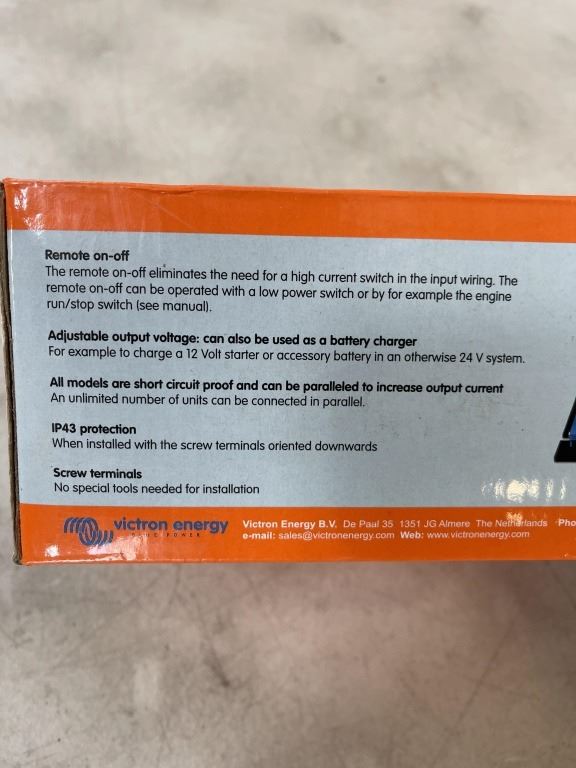 Remote on-off
The remote on-off eliminates the need for a high current switch in the input wiring. The
remote on-off can be operated with a low power switch or by for example the engine
run/stop switch (see manual).
Adjustable output voltage: can also be used as a battery charger
For example to charge a 12 Volt starter or accessory battery in an otherwise 24 V system.
All models are short circuit proof and can be paralleled to increase output current
An unlimited number of units can be connected in parallel.
IP43 protection
When installed with the screw terminals oriented downwards
Screw terminals
No special tools needed for installation
victron energy
BLUE POWER
Victron Energy B.V. De Paal 35 1351 JG Almere The Netherlands Pho
e-mail: sales@victronenergy.com Web: www.victronenergy.com